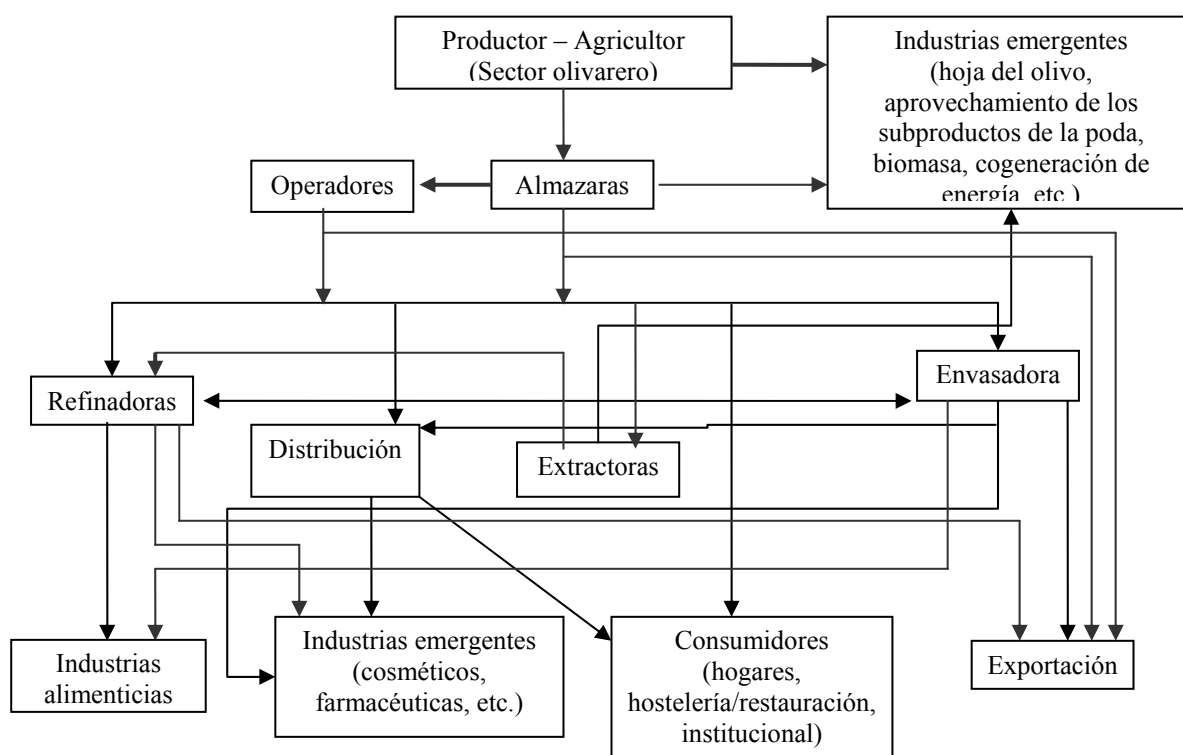 Productor – Agricultor
(Sector olivarero)
Industrias emergentes
(hoja del olivo,
aprovechamiento de los
subproductos de la poda,
biomasa, cogeneración de
energía, etc.)
Operadores
Almazaras
Envasadora
Refinadoras
Distribución
Extractoras
Industrias
alimenticias
Industrias emergentes
(cosméticos,
farmacéuticas, etc.)
Consumidores
(hogares,
hostelería/restauración,
institucional)
Exportación